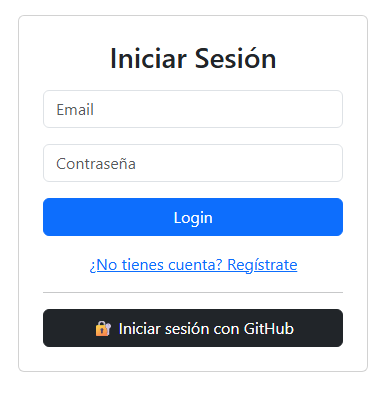 Iniciar Sesión
Email
Contraseña
Login
¿No tienes cuenta? Regístrate
🔐 Iniciar sesión con GitHub